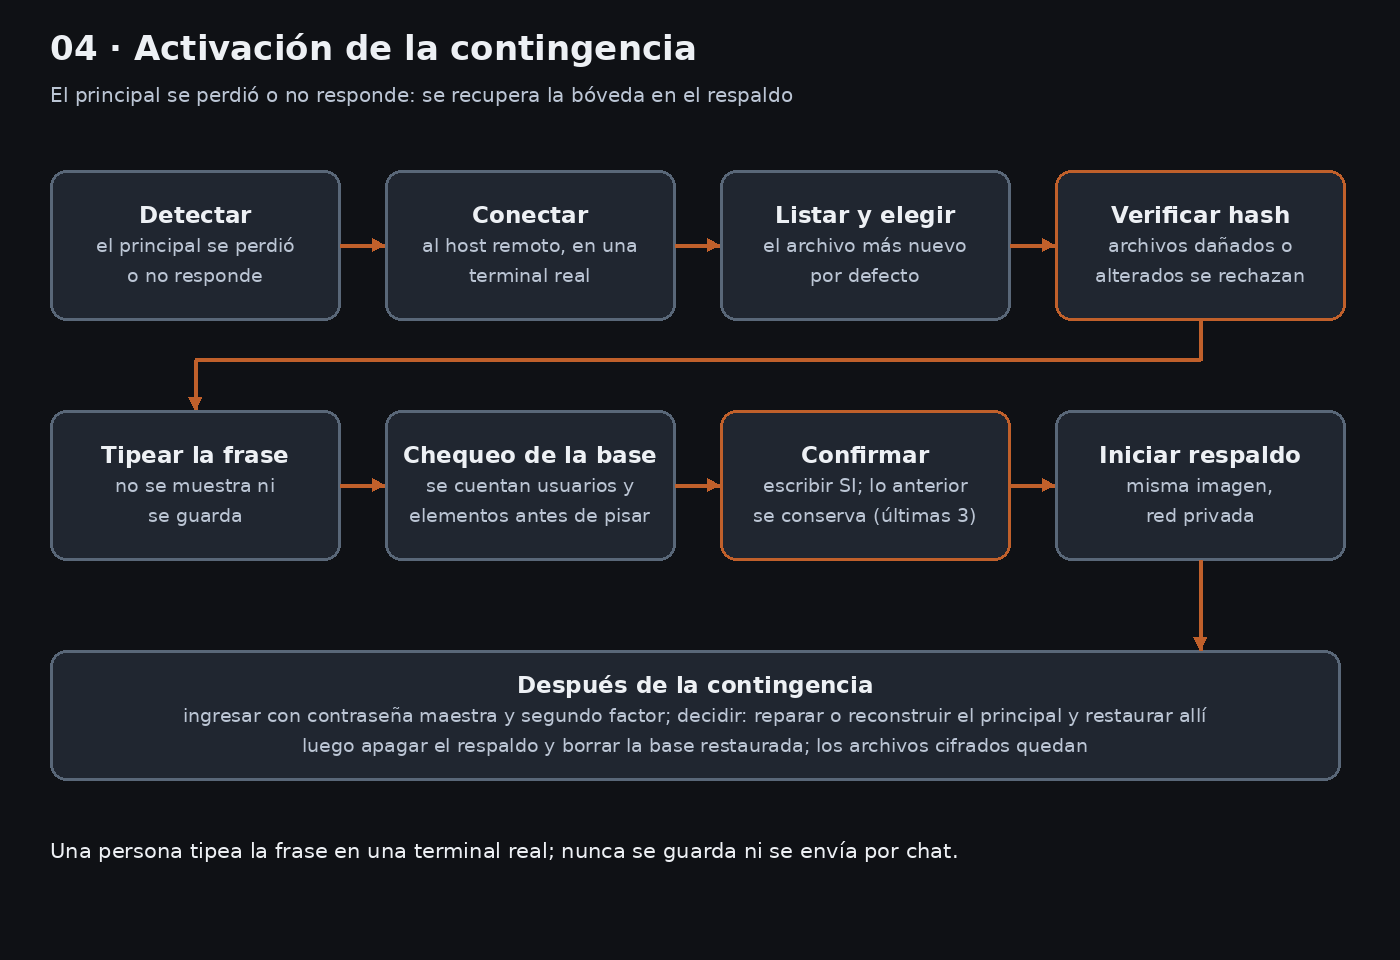 04 · Activación de la contingencia
El principal se perdió o no responde: se recupera la bóveda en el respaldo
Detectar
el principal se perdió
o no responde
Conectar
al host remoto, en una
terminal real
Listar y elegir
el archivo más nuevo
por defecto
Verificar hash
archivos dañados o
alterados se rechazan
Tipear la frase
no se muestra ni
se guarda
Chequeo de la base
se cuentan usuarios y
elementos antes de pisar
Confirmar
escribir SI; lo anterior
se conserva (últimas 3)
Iniciar respaldo
misma imagen,
red privada
Después de la contingencia
ingresar con contraseña maestra y segundo factor; decidir: reparar o reconstruir el principal y restaurar allí
luego apagar el respaldo y borrar la base restaurada; los archivos cifrados quedan
Una persona tipea la frase en una terminal real; nunca se guarda ni se envía por chat.